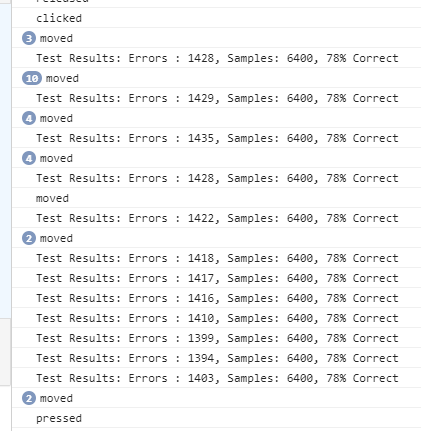 released
clicked
3 moved
Test Results: Errors : 1428, Samples: 6400, 78% Correct
10 moved
Test Results: Errors : 1429, Samples: 6400, 78% Correct
4 moved
Test Results: Errors : 1435, Samples: 6400, 78% Correct
4 moved
Test Results: Errors : 1428, Samples: 6400, 78% Correct
moved
Test Results: Errors : 1422, Samples: 6400, 78% Correct
2 moved
Test Results: Errors : 1418, Samples: 6400, 78% Correct
Test Results: Errors : 1417, Samples: 6400, 78% Correct
Test Results: Errors : 1416, Samples: 6400, 78% Correct
Test Results: Errors : 1410, Samples: 6400, 78% Correct
Test Results: Errors : 1399, Samples: 6400, 78% Correct
Test Results: Errors : 1394, Samples: 6400, 78% Correct
Test Results: Errors : 1403, Samples: 6400, 78% Correct
2 moved
pressed